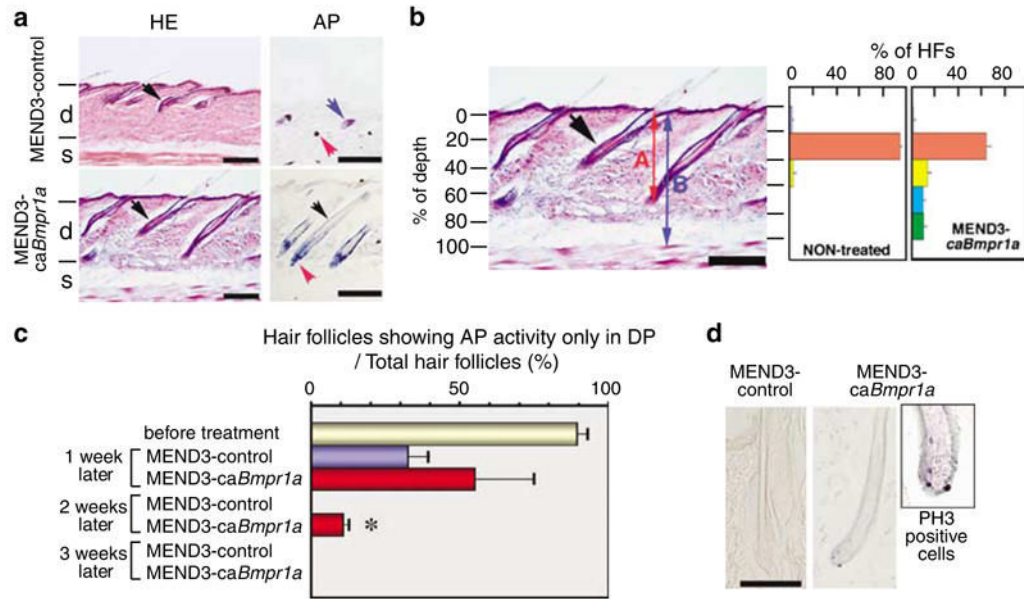 a
HE
AP
MEND3-control
d
s
MEND3-
caBmpr1a
d
s
b
% of depth
0
20
40
60
80
100
A
B
% of HFs
0 40 80
0 40 80
NON-treated
MEND3-
caBmpr1a
c
Hair follicles showing AP activity only in DP
/ Total hair follicles (%)
0 50 100
before treatment
1 week
later
MEND3-control
MEND3-caBmpr1a
2 weeks
later
MEND3-control
MEND3-caBmpr1a
*
3 weeks
later
MEND3-control
MEND3-caBmpr1a
d
MEND3-
control
MEND3-
caBmpr1a
PH3
positive
cells